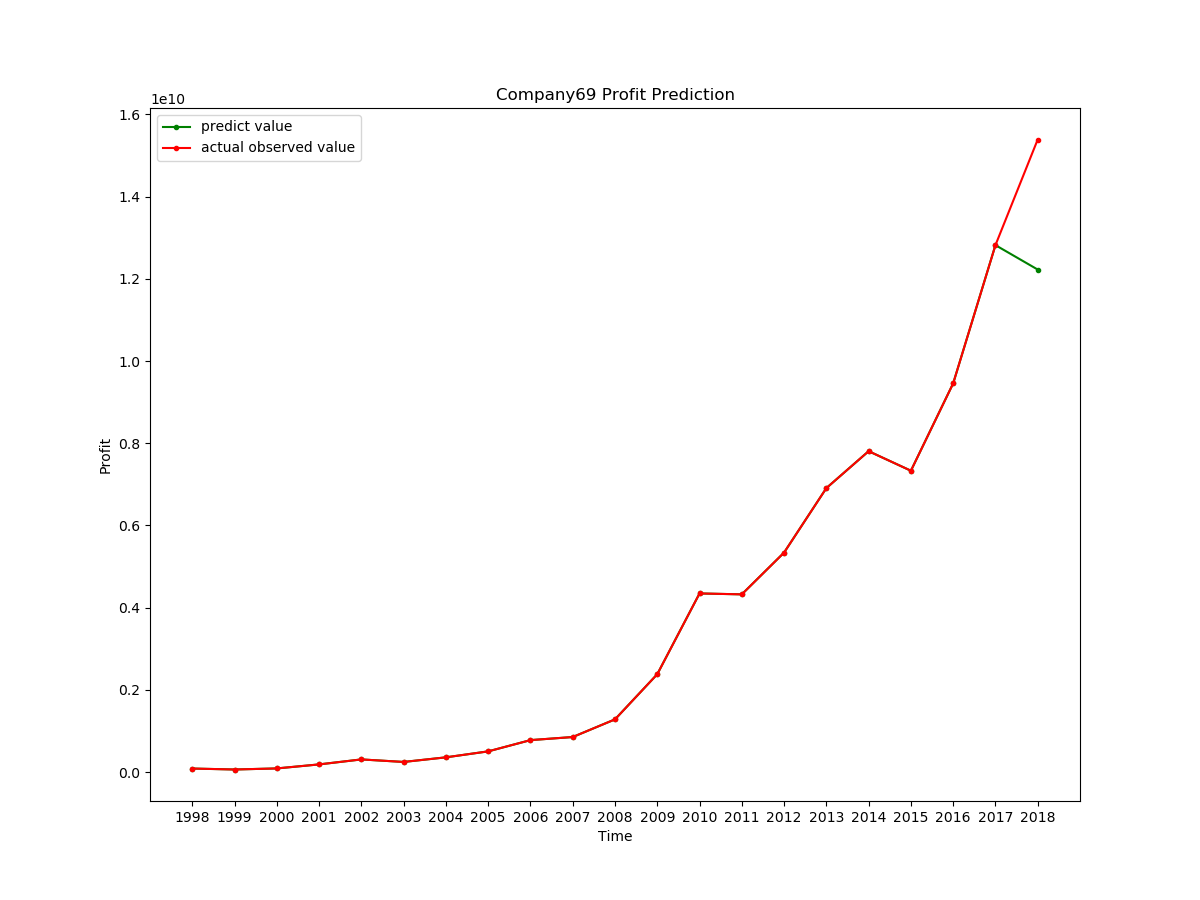 Company69 Profit Prediction
1e10
predict value
actual observed value
1.6
1.4
1.2
1.0
0.8
0.6
0.4
0.2
0.0
Profit
1998 1999 2000 2001 2002 2003 2004 2005 2006 2007 2008 2009 2010 2011 2012 2013 2014 2015 2016 2017 2018
Time